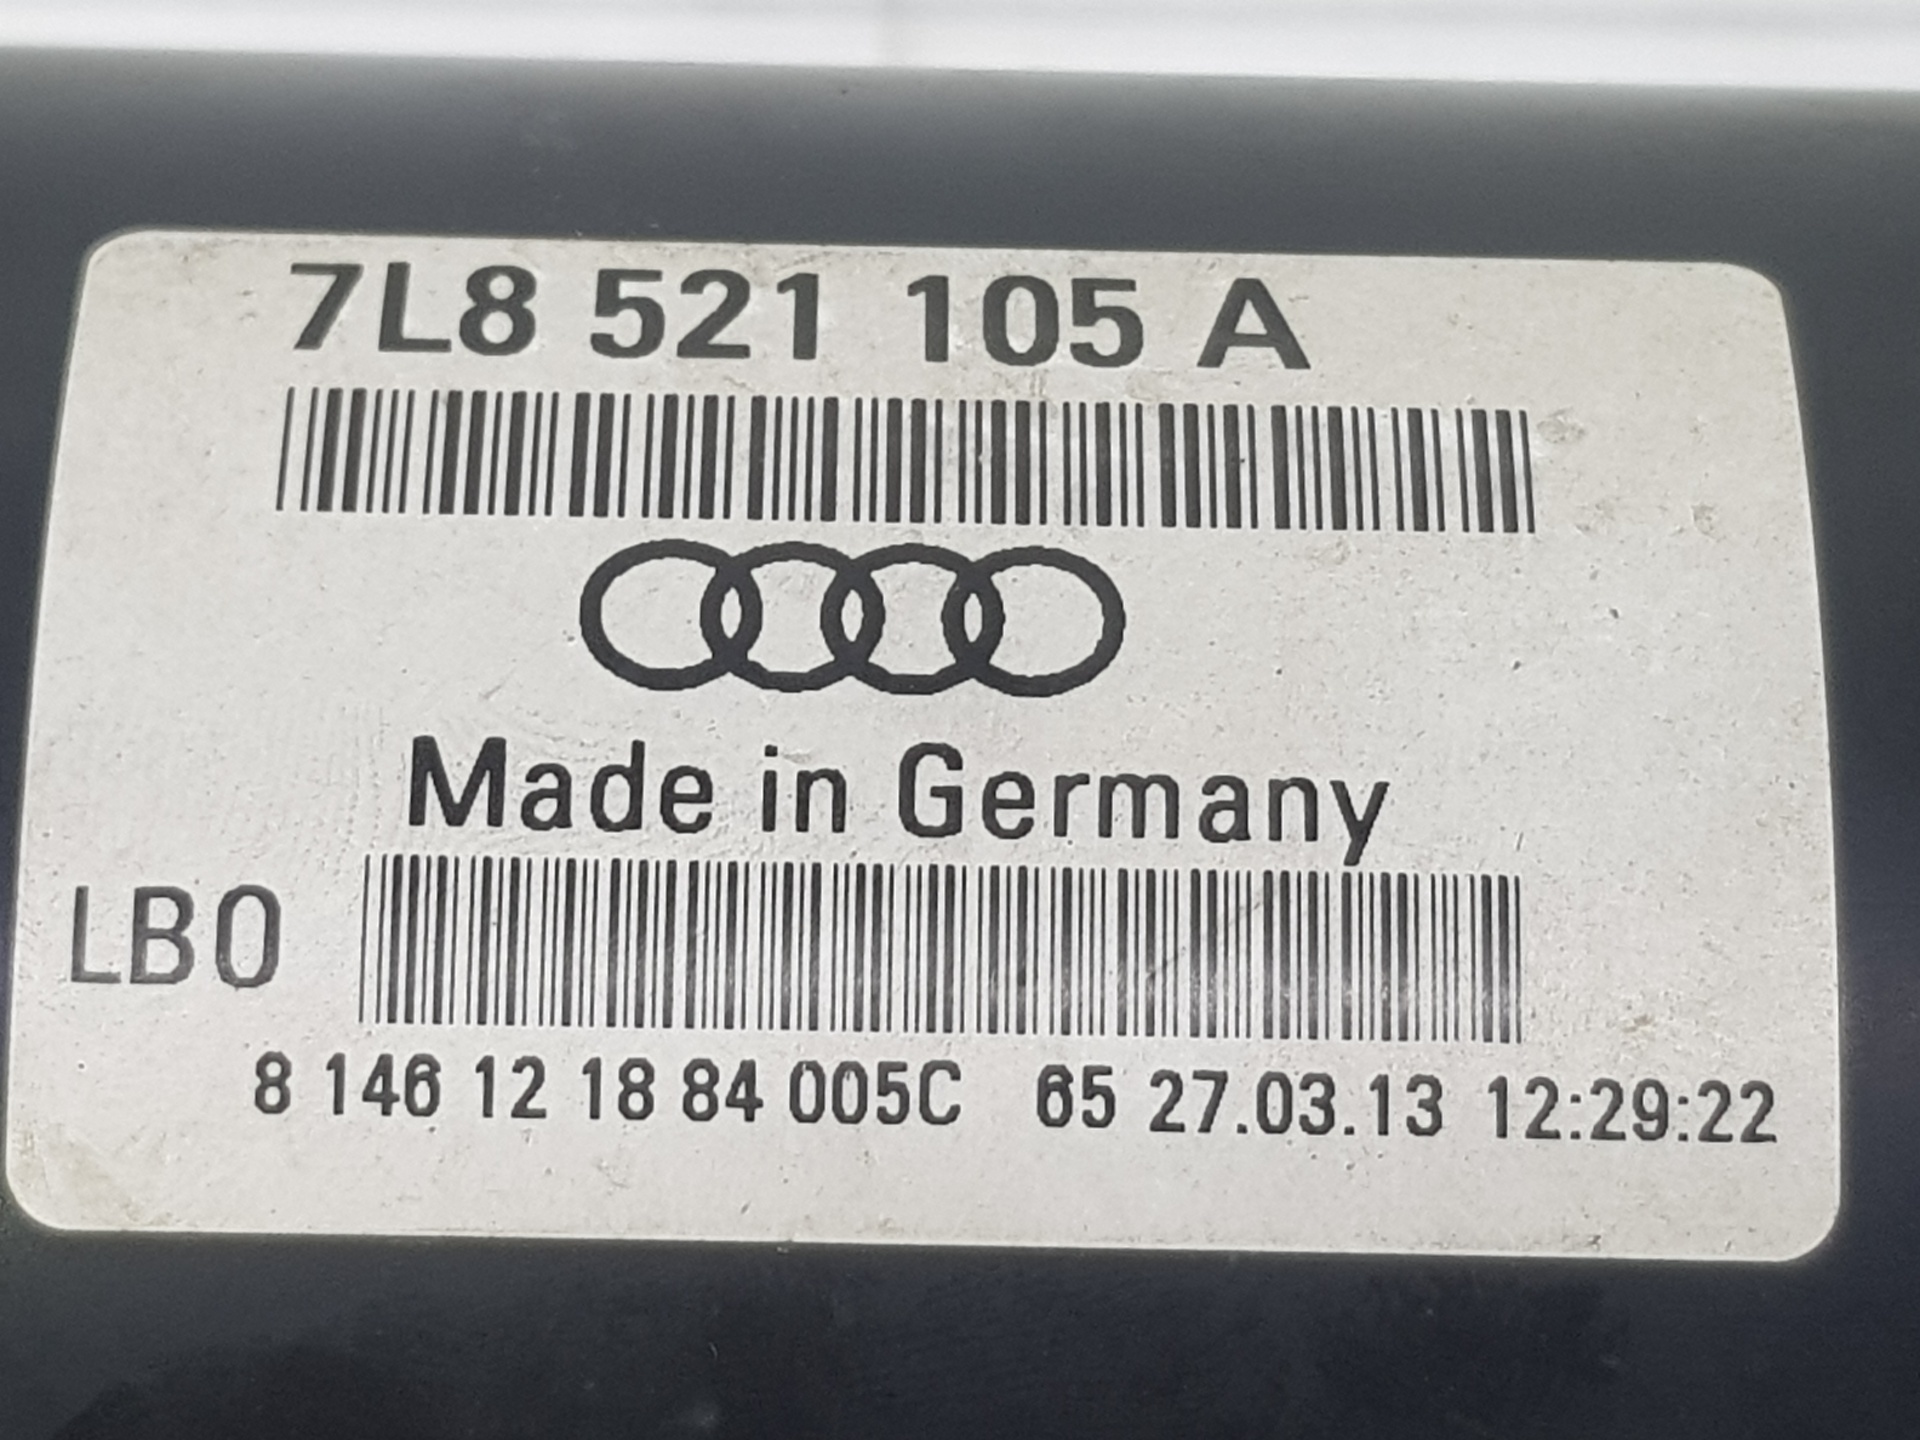 7L8 521 105 A
Made in Germany
LBO
8 146 12 18 84 005C 65 27.03.13 12:29:22